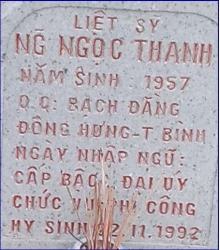 LIỆT SỸ
NG NGỌC THANH
NĂM SINH 1957
Q.Q: BẠCH ĐẰNG
ĐÔNG HƯNG-T.BÌNH
NGÀY NHẬP NGŨ:
CẤP BẬC: ĐẠI ÚY
CHỨC VỤ: PHI CÔNG
HY SINH 2.11.1992